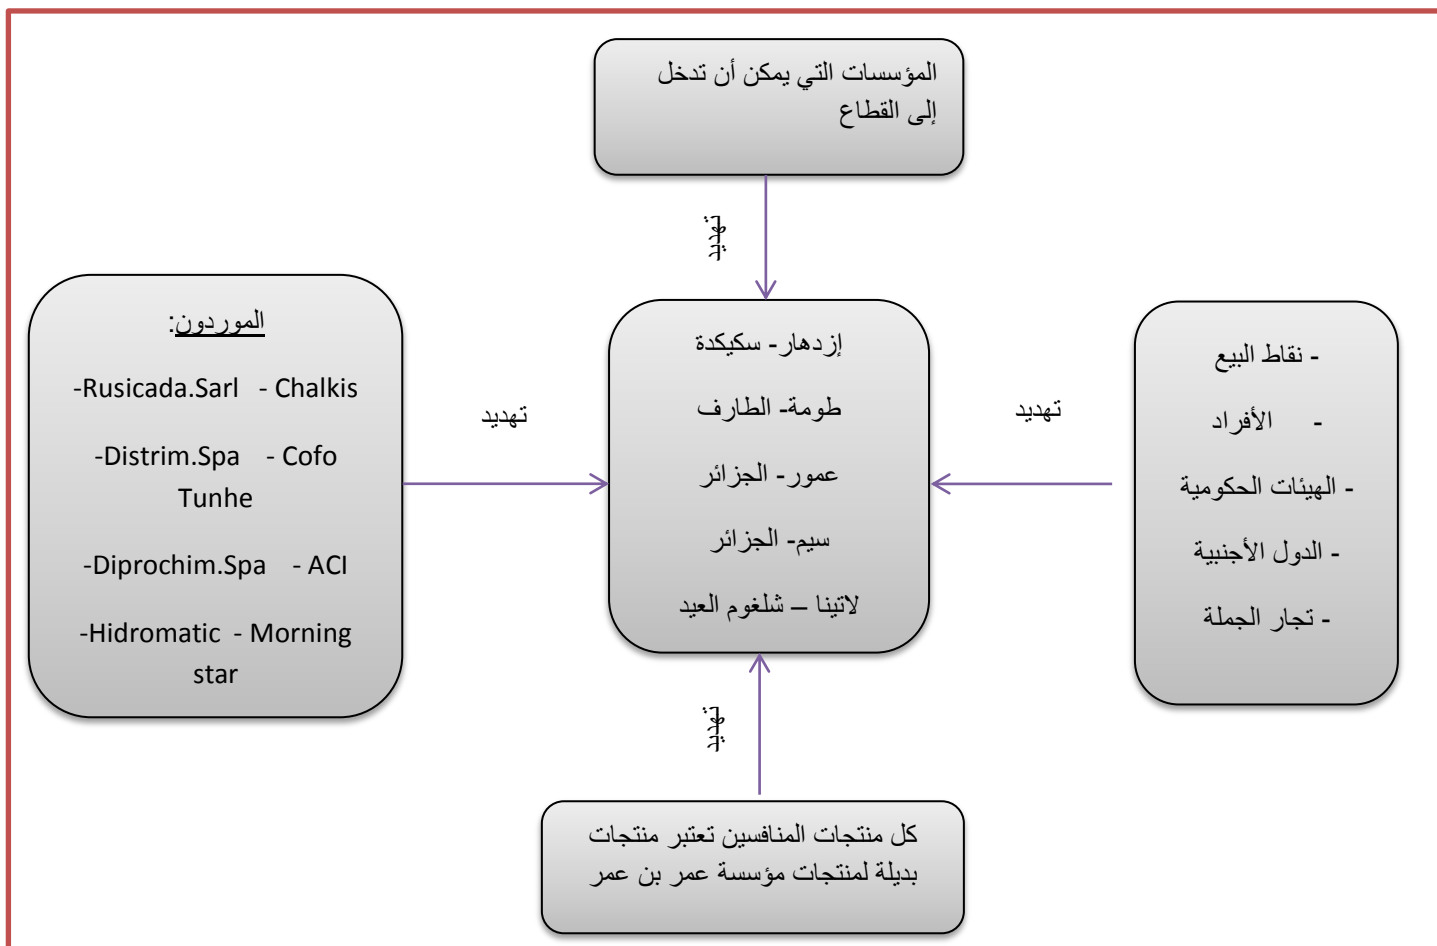 المؤسسات التي يمكن أن تدخل
إلى القطاع
تهديد
- نقاط البيع
- الأفراد
- الهيئات الحكومية
- الدول الأجنبية
- تجار الجملة
تهديد
إزدهار- سكيكدة
طومة- الطارف
عمور- الجزائر
سيم- الجزائر
لاتينا – شلغوم العيد
تهديد
الموردون:
-Rusicada.Sarl - Chalkis
-Distrim.Spa - Cofo
Tunhe
-Diprochim.Spa - ACI
-Hidromatic - Morning
star
تهديد
كل منتجات المنافسين تعتبر منتجات
بديلة لمنتجات مؤسسة عمر بن عمر